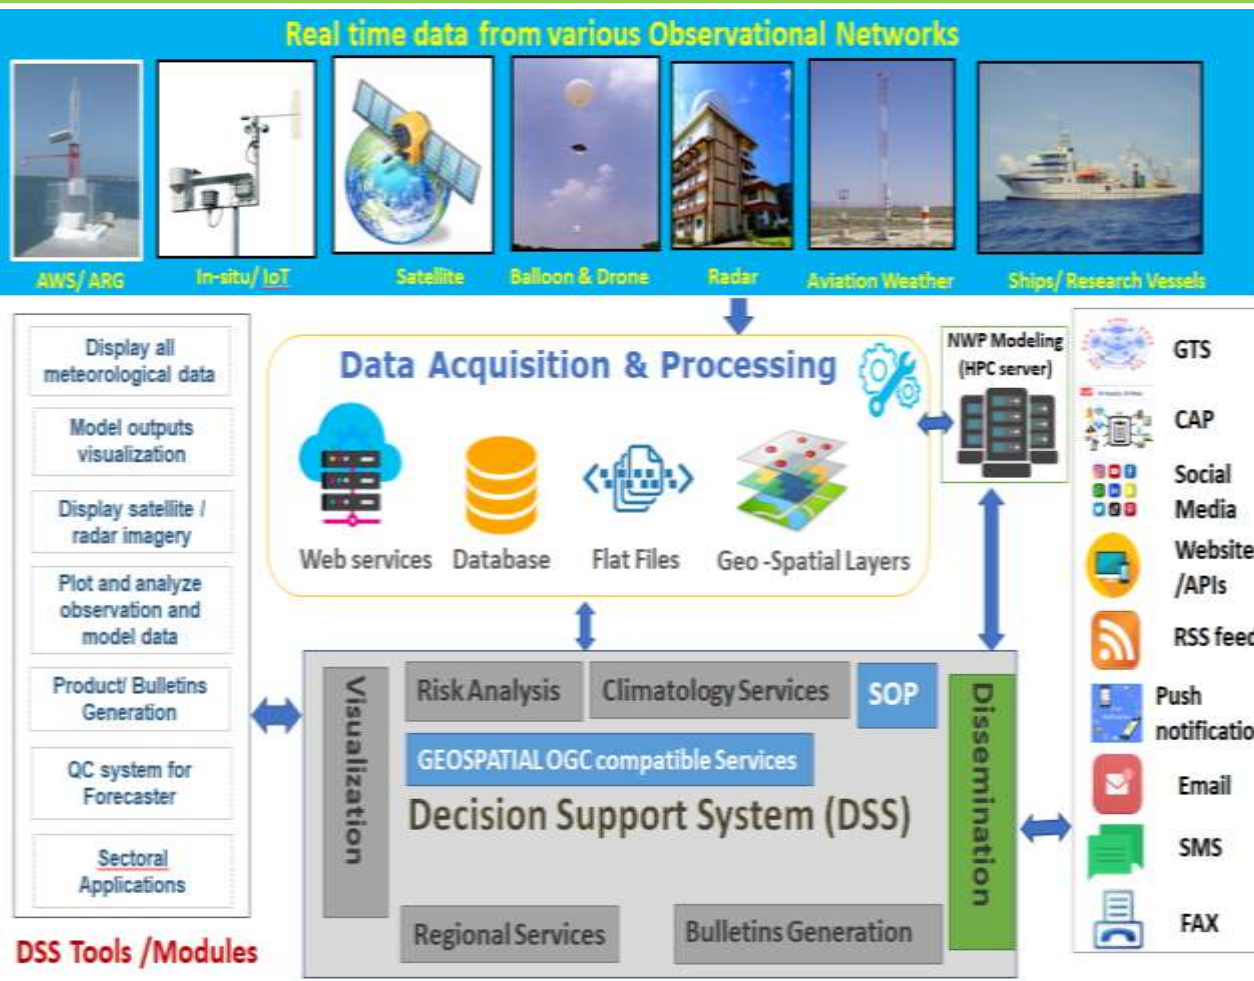 Real time data from various Observational Networks
AWS/ ARG
In-situ/ IoT
Satellite
Balloon & Drone
Radar
Aviation Weather
Ships/ Research Vessels
Display all
meteorological data
Model outputs
visualization
Display satellite /
radar imagery
Plot and analyze
observation and
model data
Product/ Bulletins
Generation
QC system for
Forecaster
Sectoral
Applications
DSS Tools /Modules
Data Acquisition & Processing
Web services
Database
Flat Files
Geo -Spatial Layers
NWP Modeling
(HPC server)
Visualization
Risk Analysis
Climatology Services
SOP
GEOSPATIAL OGC compatible Services
Decision Support System (DSS)
Regional Services
Bulletins Generation
Dissemination
GTS
CAP
Social
Media
Website
/APIs
RSS feed
Push
notificatio
Email
SMS
FAX